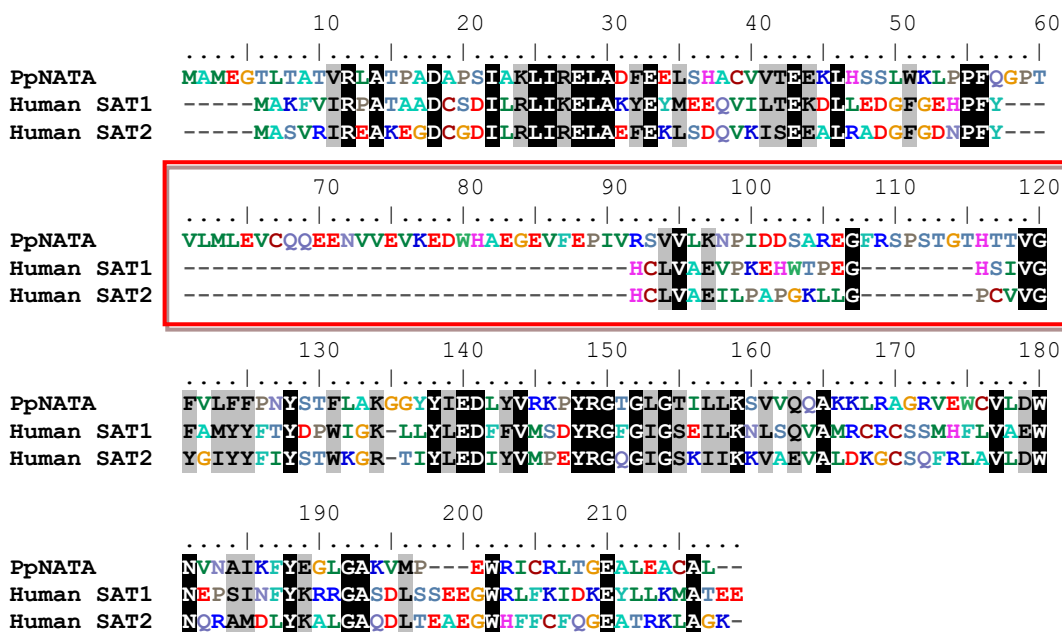 10 20 30 40 50 60
PpNATA MAMEGTLTATVRLATPADAPSIAKLIRELADFEELSHACVVTEEKLHSSLWKLPPFQGPT
Human SAT1 -----MAKFVIRPATAADCSDILRLIKELAKYEYMEEQVILTEKDLLEDGFGEHPFY---
Human SAT2 -----MASVRIREAKEGDCGDILRLIRELAEFEKLSDQVKISEEALRADGFGDNPFY---
70 80 90 100 110 120
PpNATA VLMLEVCQQEENVVEVKEDWHAEGEVFEPIVRSVVLKNPIDDSAREGFRSPSTGTHTTVG
Human SAT1 -------------------------------HCLVAEVPKEHWTPEG--------HSIVG
Human SAT2 -------------------------------HCLVAEILPAPGKLLG--------PCVVG
130 140 150 160 170 180
PpNATA FVLFFPNYSTFLAKGGYYIEDLYVRKPYRGTGLGTILLKSVVQQAKKLRAGRVEWCVLDW
Human SAT1 FAMYYFTYDPWIGK-LLYLEDFFVMSDYRGFGIGSEILKNLSQVAMRCRCSSMHFLVAEW
Human SAT2 YGIYYFIYSTWKGR-TIYLEDIYVMPEYRGQGIGSKIIKKVAEVALDKGCSQFRLAVLDW
190 200 210
PpNATA NVNAIKFYEGLGAKVMP---EWRICRLTGEALEACAL--
Human SAT1 NEPSINFYKRRGASDLSSEEGWRLFKIDKEYLLKMATEE
Human SAT2 NQRAMDLYKALGAQDLTEAEGWHFFCFQGEATRKLAGK-